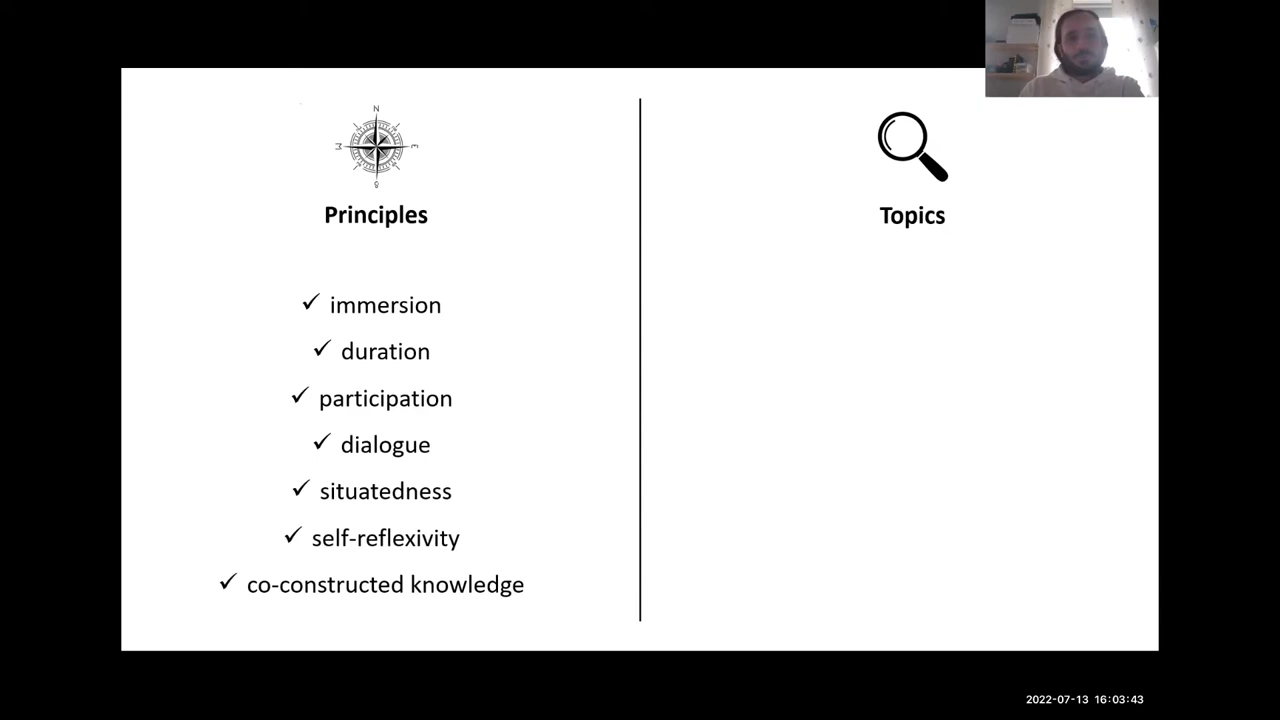 N
E
S
Principles
✓ immersion
✓ duration
✓ participation
✓ dialogue
✓ situatedness
✓ self-reflexivity
✓ co-constructed knowledge
Topics
2022-07-13 16:03:43